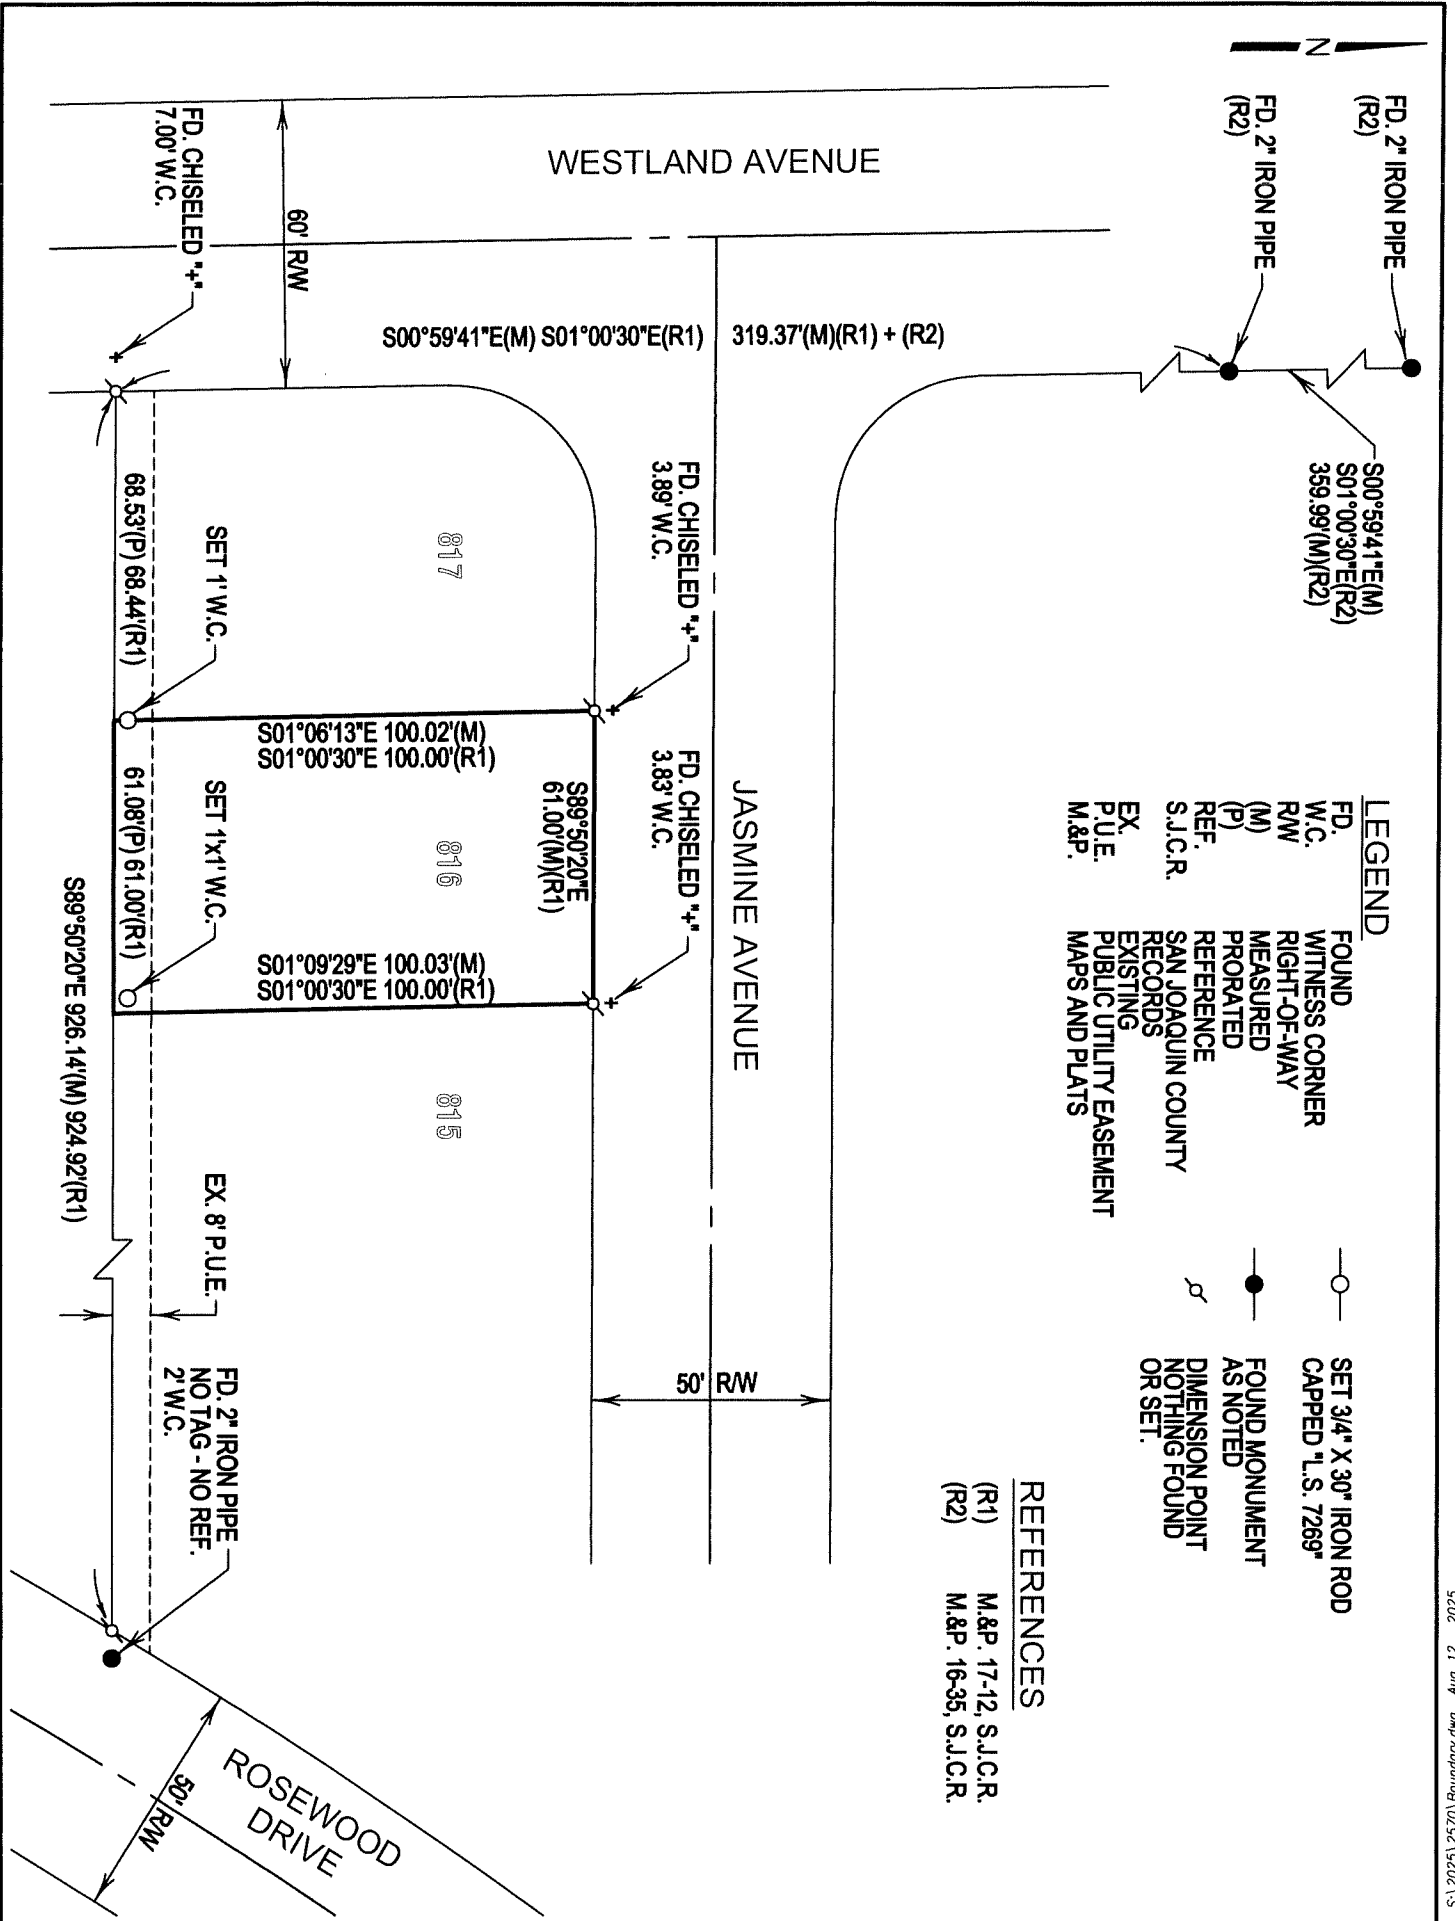 N
FD. 2" IRON PIPE
(R2)
FD. 2" IRON PIPE
(R2)
S00°59'41"E(M)
S01°00'30"E(R2)
359.99'(M)(R2)
WESTLAND AVENUE
60' R/W
S00°59'41"E(M) S01°00'30"E(R1) 319.37'(M)(R1) + (R2)
FD. CHISELED "+"
7.00' W.C.
FD. CHISELED "+"
3.89' W.C.
FD. CHISELED "+"
3.83' W.C.
JASMINE AVENUE
50' R/W
817
816
815
S89°50'20"E
61.00'(M)(R1)
S01°06'13"E 100.02'(M)
S01°00'30"E 100.00'(R1)
S01°09'29"E 100.03'(M)
S01°00'30"E 100.00'(R1)
SET 1' W.C.
SET 1'x1' W.C.
68.53'(P) 68.44'(R1)
61.08'(P) 61.00'(R1)
S89°50'20"E 926.14'(M) 924.92'(R1)
EX. 8' P.U.E.
FD. 2" IRON PIPE
NO TAG - NO REF.
2' W.C.
ROSEWOOD
DRIVE
50' R/W
LEGEND
FD. FOUND
W.C. WITNESS CORNER
R/W RIGHT-OF-WAY
(M) MEASURED
(P) PRORATED
REF. REFERENCE
S.J.C.R. SAN JOAQUIN COUNTY
RECORDS
EX. EXISTING
P.U.E. PUBLIC UTILITY EASEMENT
M.&P. MAPS AND PLATS
SET 3/4" X 30" IRON ROD
CAPPED "L.S. 7269"
FOUND MONUMENT
AS NOTED
DIMENSION POINT
NOTHING FOUND
OR SET.
REFERENCES
(R1) M.&P. 17-12, S.J.C.R.
(R2) M.&P. 16-35, S.J.C.R.
S:\2025\2570\Boundary.dwg Aug 12 2025